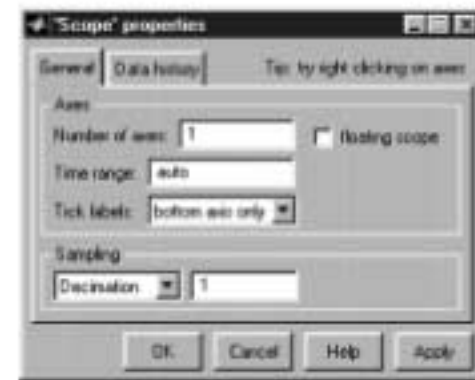 "Scope" properties
General Data history Tip: try right clicking on axes
Axes
Number of axes: 1 floating scope
Time range: auto
Tick labels: bottom axis only
Sampling
Decimation 1
OK Cancel Help Apply